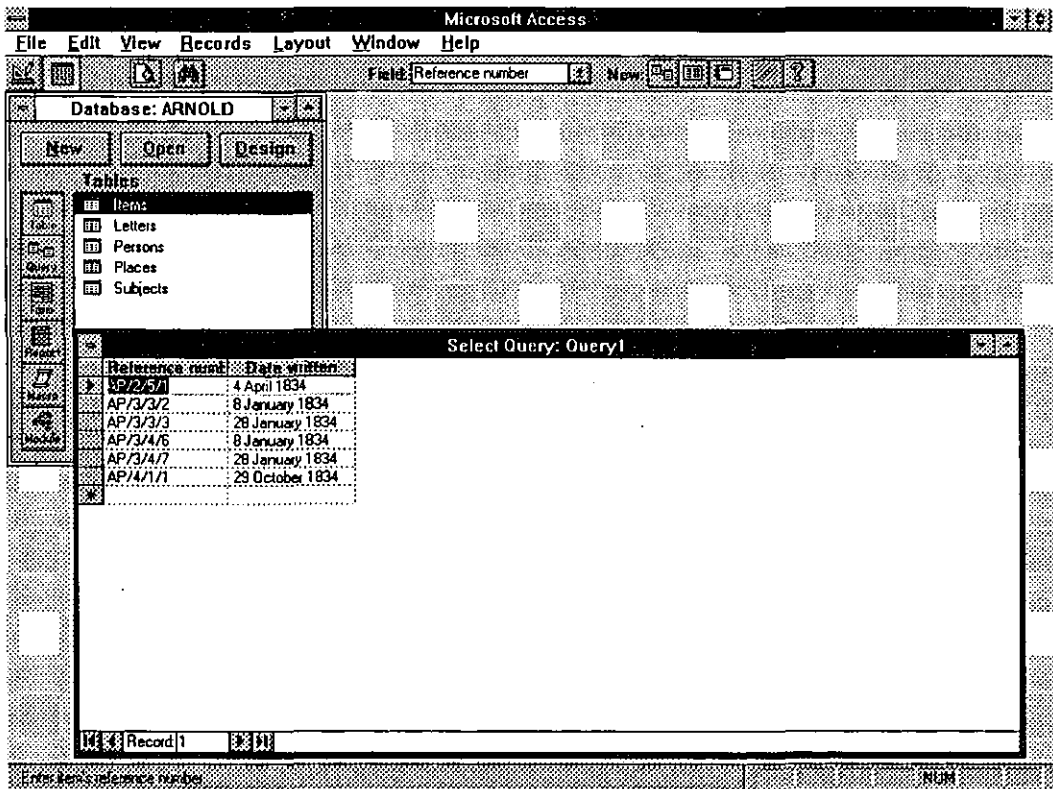 Microsoft Access
File Edit View Records Layout Window Help
Field: Reference number New:
Database: ARNOLD
New Open Design
Tables
Items
Letters
Persons
Places
Subjects
Table
Query
Form
Report
Macro
Module
Select Query: Query1
Reference numb Date written
AP/2/5/1 4 April 1834
AP/3/3/2 8 January 1834
AP/3/3/3 28 January 1834
AP/3/4/6 8 January 1834
AP/3/4/7 28 January 1834
AP/4/1/1 29 October 1834
Record: 1
Enter item's reference number
NUM